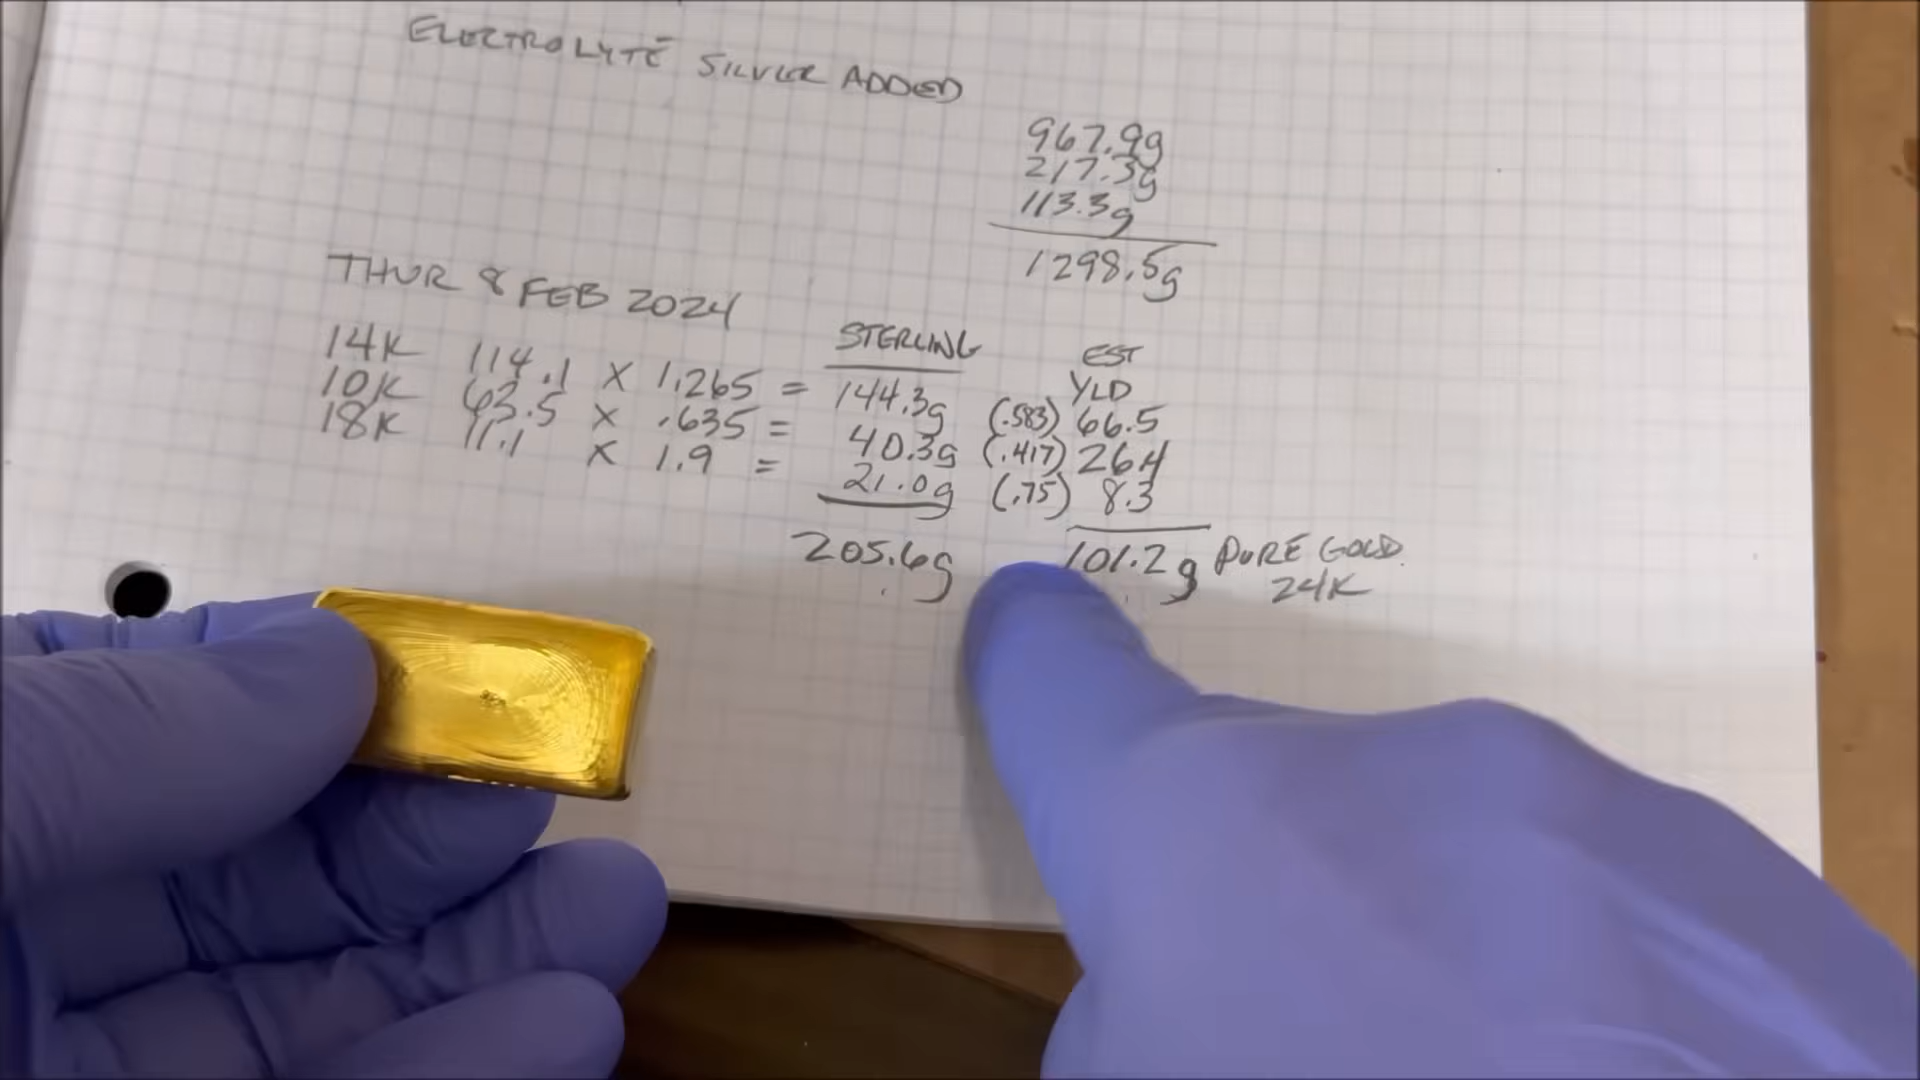 ELECTROLYTE SILVER ADDED
967.9g
217.3g
113.3g
1298.5g
THUR 8 FEB 2024
STERLING
EST
YLD
14K 114.1 X 1.265 = 144.3g (.583) 66.5
10K 63.5 X .635 = 40.3g (.417) 26.4
18K 11.1 X 1.9 = 21.0g (.75) 8.3
205.6g 101.2g PURE GOLD.
24K